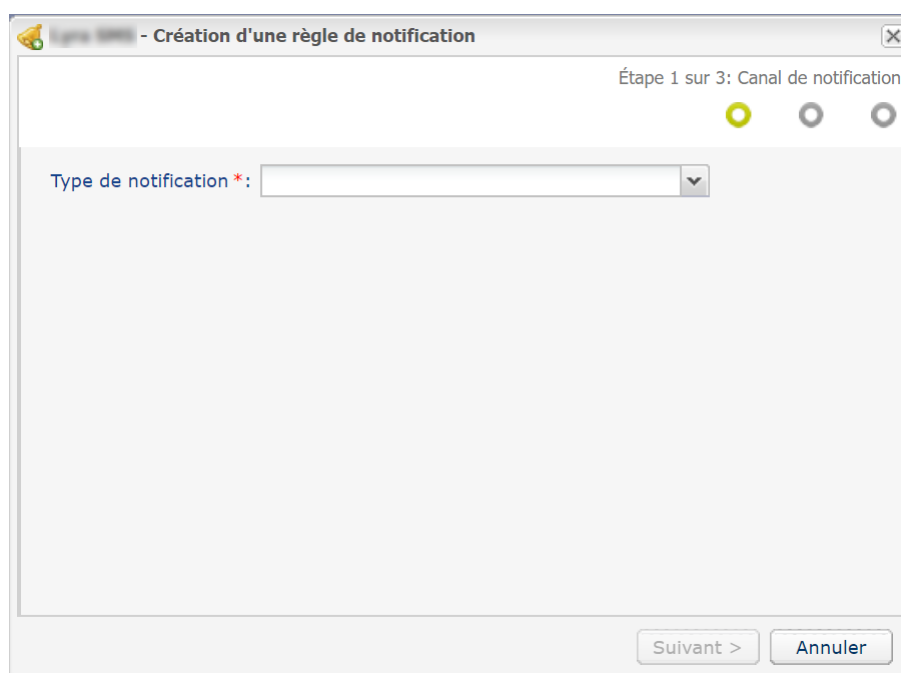 - Création d'une règle de notification
Étape 1 sur 3: Canal de notification
Type de notification *:
Suivant >
Annuler